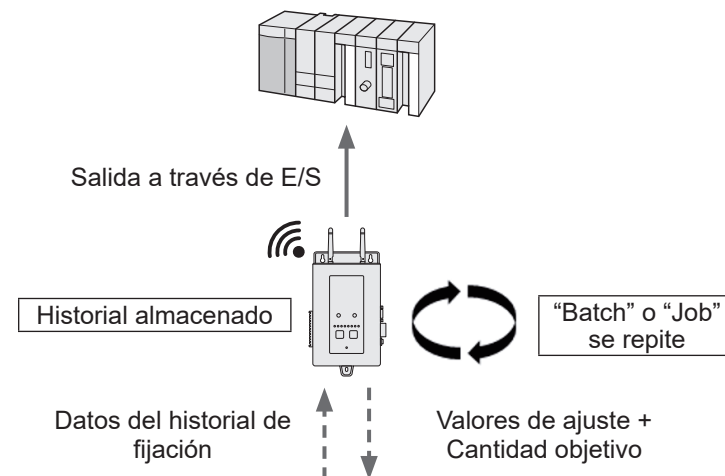 Salida a través de E/S
Historial almacenado
“Batch” o “Job”
se repite
Datos del historial de
fijación
Valores de ajuste +
Cantidad objetivo